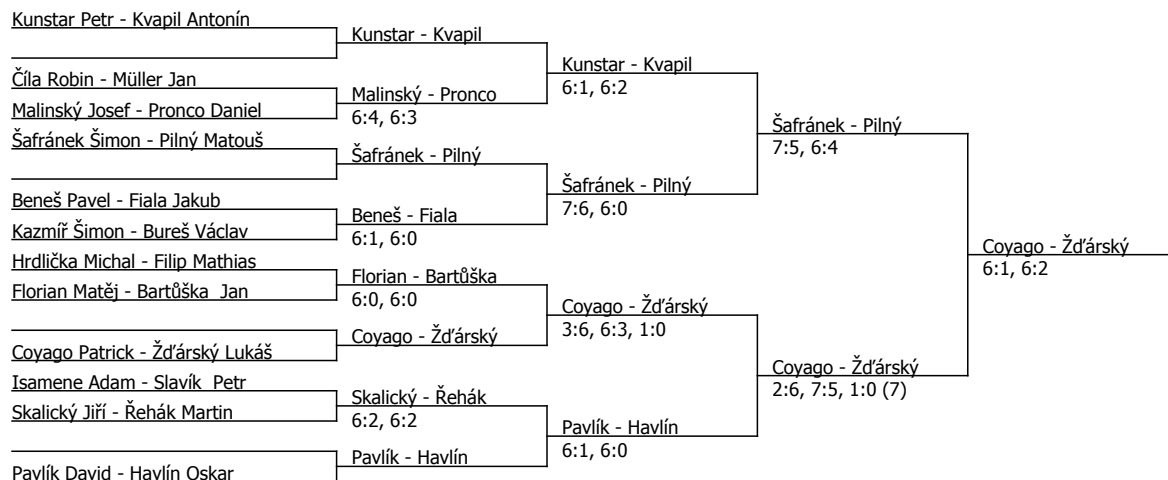 Kunstar Petr - Kvapil Antonín
Kunstar - Kvapil
Kunstar - Kvapil
6:1, 6:2
Číla Robin - Müller Jan
Malinský - Pronco
6:4, 6:3
Malinský Josef - Pronco Daniel
Šafránek - Pilný
7:5, 6:4
Šafránek Šimon - Pilný Matouš
Šafránek - Pilný
Šafránek - Pilný
7:6, 6:0
Beneš Pavel - Fiala Jakub
Beneš - Fiala
6:1, 6:0
Kazmíř Šimon - Bureš Václav
Coyago - Žďárský
6:1, 6:2
Hrdlička Michal - Filip Mathias
Florian - Bartůška
6:0, 6:0
Florian Matěj - Bartůška  Jan
Coyago - Žďárský
3:6, 6:3, 1:0
Coyago - Žďárský
Coyago Patrick - Žďárský Lukáš
Coyago - Žďárský
2:6, 7:5, 1:0 (7)
Isamene Adam - Slavík  Petr
Skalický - Řehák
6:2, 6:2
Skalický Jiří - Řehák Martin
Pavlík - Havlín
6:1, 6:0
Pavlík - Havlín
Pavlík David - Havlín Oskar